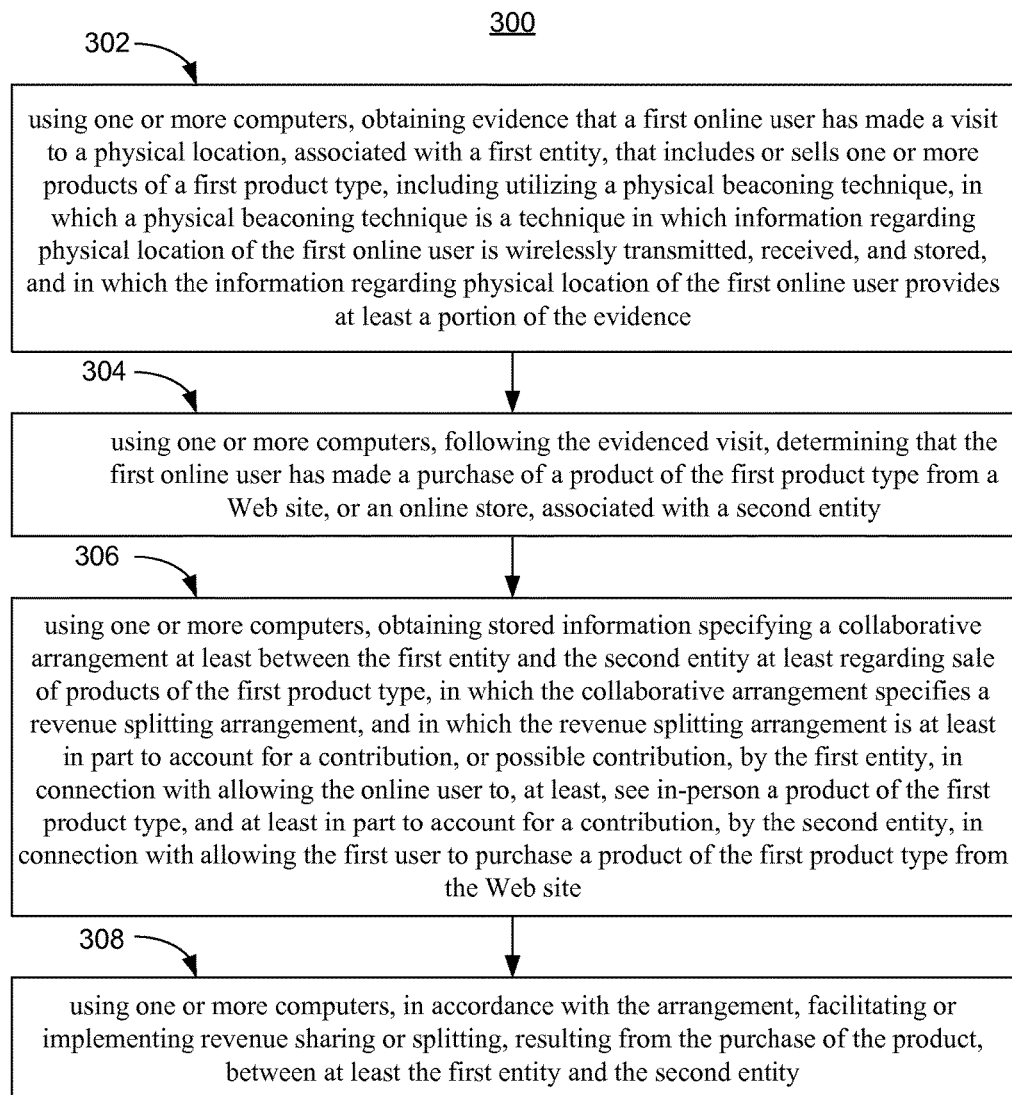 300
302
using one or more computers, obtaining evidence that a first online user has made a visit
to a physical location, associated with a first entity, that includes or sells one or more
products of a first product type, including utilizing a physical beaconing technique, in
which a physical beaconing technique is a technique in which information regarding
physical location of the first online user is wirelessly transmitted, received, and stored,
and in which the information regarding physical location of the first online user provides
at least a portion of the evidence
304
using one or more computers, following the evidenced visit, determining that the
first online user has made a purchase of a product of the first product type from a
Web site, or an online store, associated with a second entity
306
using one or more computers, obtaining stored information specifying a collaborative
arrangement at least between the first entity and the second entity at least regarding sale
of products of the first product type, in which the collaborative arrangement specifies a
revenue splitting arrangement, and in which the revenue splitting arrangement is at least
in part to account for a contribution, or possible contribution, by the first entity, in
connection with allowing the online user to, at least, see in-person a product of the first
product type, and at least in part to account for a contribution, by the second entity, in
connection with allowing the first user to purchase a product of the first product type from
the Web site
308
using one or more computers, in accordance with the arrangement, facilitating or
implementing revenue sharing or splitting, resulting from the purchase of the product,
between at least the first entity and the second entity